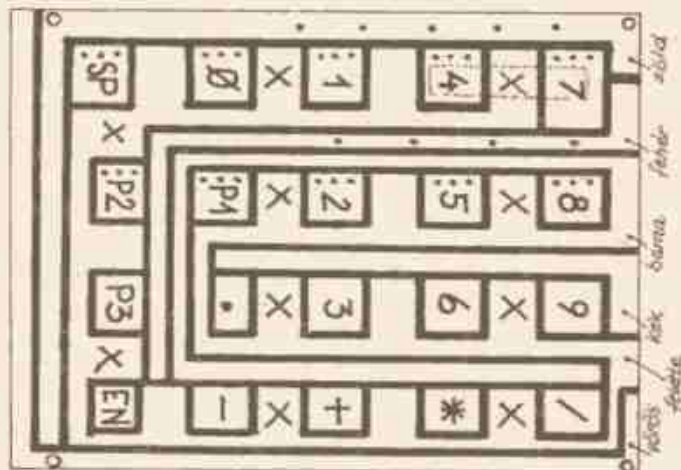 zöld fehér barna kék fekete vörös
7 8 9 /
X X X X
4 5 6 *
1 2 3 +
X X X X
Ø P1 • -
SP X P2 P3 X EN